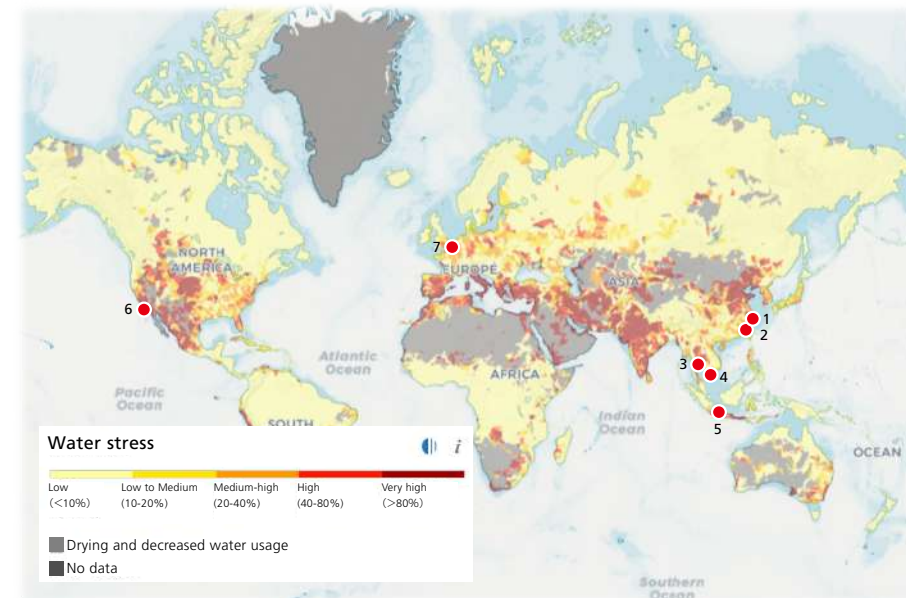 NORTH
AMERICA
EUROPE
ASIA
Atlantic
Ocean
AFRICA
Pacific
Ocean
Indian
Ocean
SOUTH
OCEAN
Southern
Ocean
7
6
1
2
3
4
5
Water stress
i
Low
(<10%)
Low to Medium
(10-20%)
Medium-high
(20-40%)
High
(40-80%)
Very high
(>80%)
Drying and decreased water usage
No data